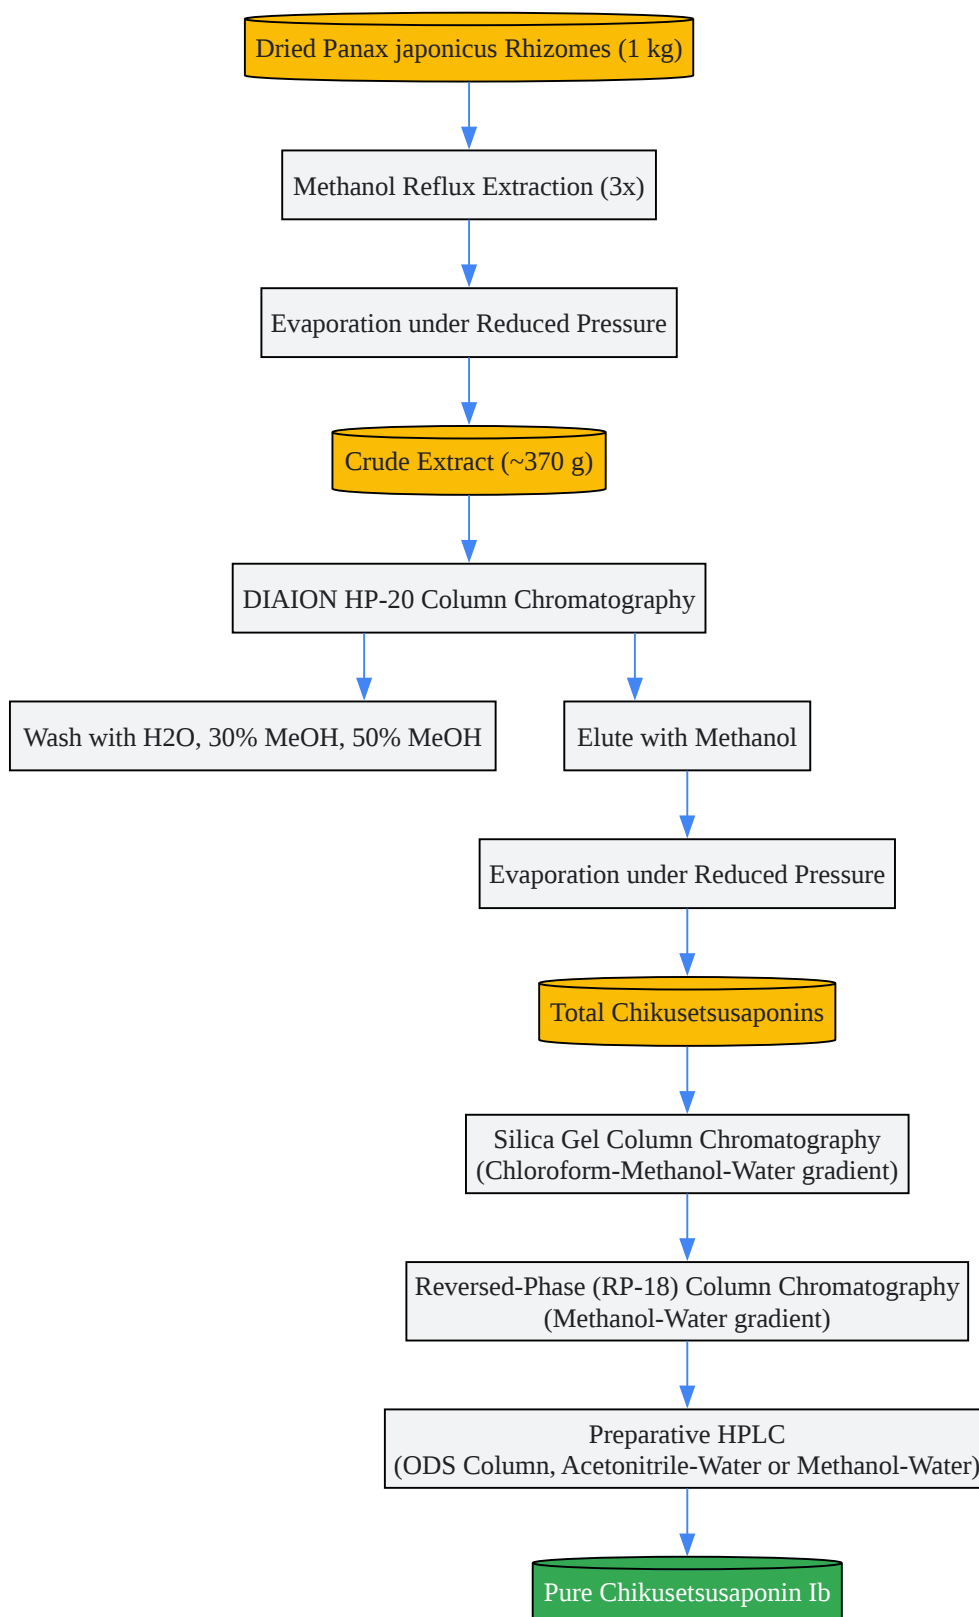 Dried Panax japonicus Rhizomes (1 kg)
Methanol Reflux Extraction (3x)
Evaporation under Reduced Pressure
Crude Extract (~370 g)
DIAION HP-20 Column Chromatography
Wash with H2O, 30% MeOH, 50% MeOH
Elute with Methanol
Evaporation under Reduced Pressure
Total Chikusetsusaponins
Silica Gel Column Chromatography
(Chloroform-Methanol-Water gradient)
Reversed-Phase (RP-18) Column Chromatography
(Methanol-Water gradient)
Preparative HPLC
(ODS Column, Acetonitrile-Water or Methanol-Water)
Pure Chikusetsusaponin Ib